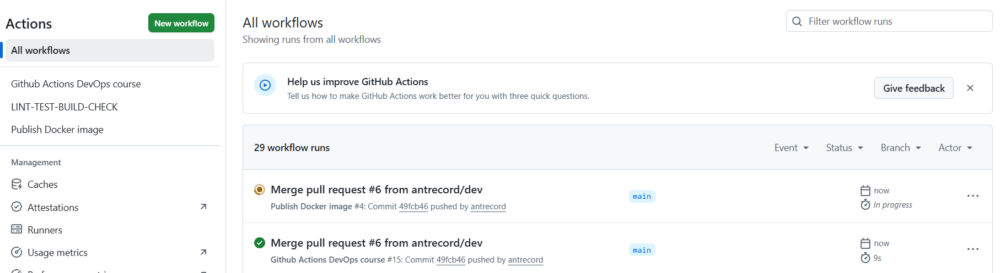 Actions
New workflow
All workflows
Github Actions DevOps course
LINT-TEST-BUILD-CHECK
Publish Docker image
Management
Caches
Attestations
Runners
Usage metrics
All workflows
Showing runs from all workflows
Filter workflow runs
Help us improve GitHub Actions
Tell us how to make GitHub Actions work better for you with three quick questions.
Give feedback
29 workflow runs
Event Status Branch Actor
Merge pull request #6 from antrecord/dev
Publish Docker image #4: Commit 49fcb46 pushed by antrecord
main
now
In progress
Merge pull request #6 from antrecord/dev
Github Actions DevOps course #15: Commit 49fcb46 pushed by antrecord
main
now
9s